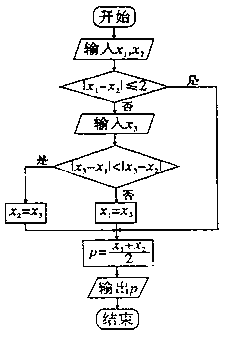 开始
输入x₁,x₂
|x₁-x₂|≤2
是
否
输入x₃
是
|x₃-x₁|<|x₃-x₂|
否
x₂=x₃
x₁=x₃
p=(x₁+x₂)/2
输出p
结束